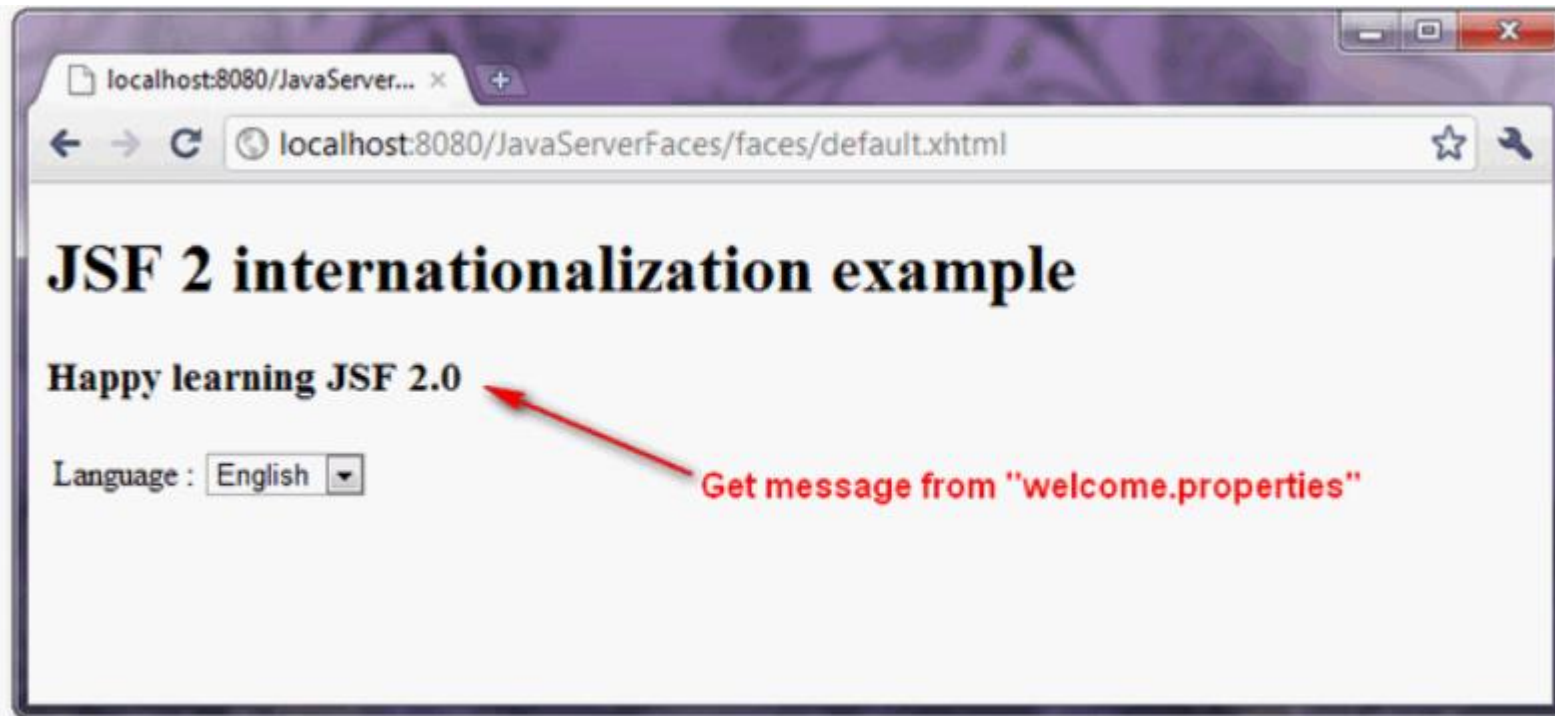 localhost:8080/JavaServer...
localhost:8080/JavaServerFaces/faces/default.xhtml
JSF 2 internationalization example
Happy learning JSF 2.0
Language : English
Get message from "welcome.properties"